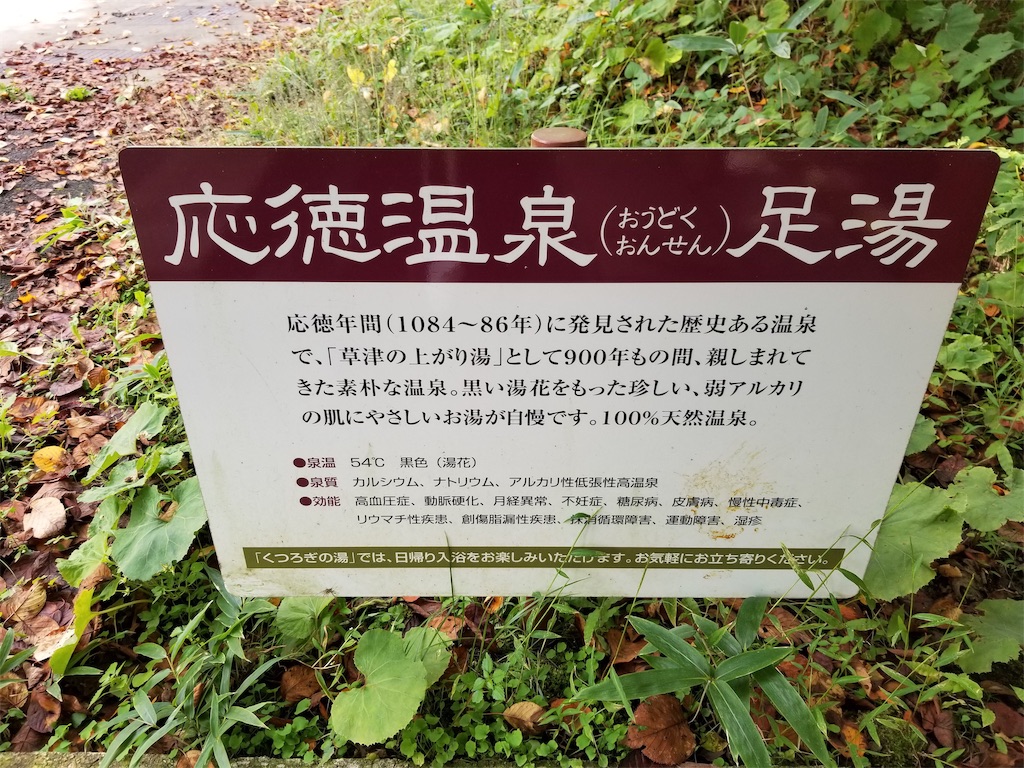 応徳温泉(おうどくおんせん)足湯
応徳年間(1084〜86年)に発見された歴史ある温泉
で、「草津の上がり湯」として900年もの間、親しまれて
きた素朴な温泉。黒い湯花をもった珍しい、弱アルカリ
の肌にやさしいお湯が自慢です。100%天然温泉。
●泉温 54℃ 黒色（湯花）
●泉質 カルシウム、ナトリウム、アルカリ性低張性高温泉
●効能 高血圧症、動脈硬化、月経異常、不妊症、糖尿病、皮膚病、慢性中毒症、
リウマチ性疾患、創傷脂漏性疾患、抹消循環障害、運動障害、湿疹
「くつろぎの湯」では、日帰り入浴をお楽しみいただけます。お気軽にお立ち寄りください。